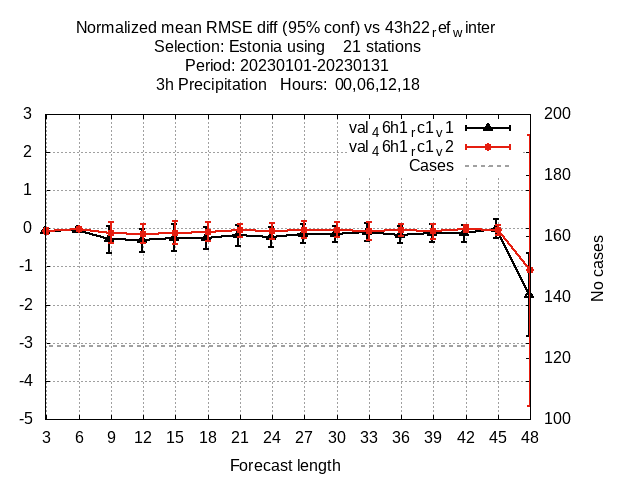 Normalized mean RMSE diff (95% conf) vs 43h22refwinter
Selection: Estonia using 21 stations
Period: 20230101-20230131
3h Precipitation Hours: 00,06,12,18
val46h1rc1v1
val46h1rc1v2
Cases
3
2
1
0
-1
-2
-3
-4
-5
200
180
160
140
120
100
No cases
3 6 9 12 15 18 21 24 27 30 33 36 39 42 45 48
Forecast length